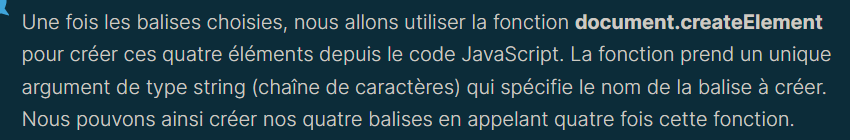 Une fois les balises choisies, nous allons utiliser la fonction document.createElement
pour créer ces quatre éléments depuis le code JavaScript. La fonction prend un unique
argument de type string (chaîne de caractères) qui spécifie le nom de la balise à créer.
Nous pouvons ainsi créer nos quatre balises en appelant quatre fois cette fonction.